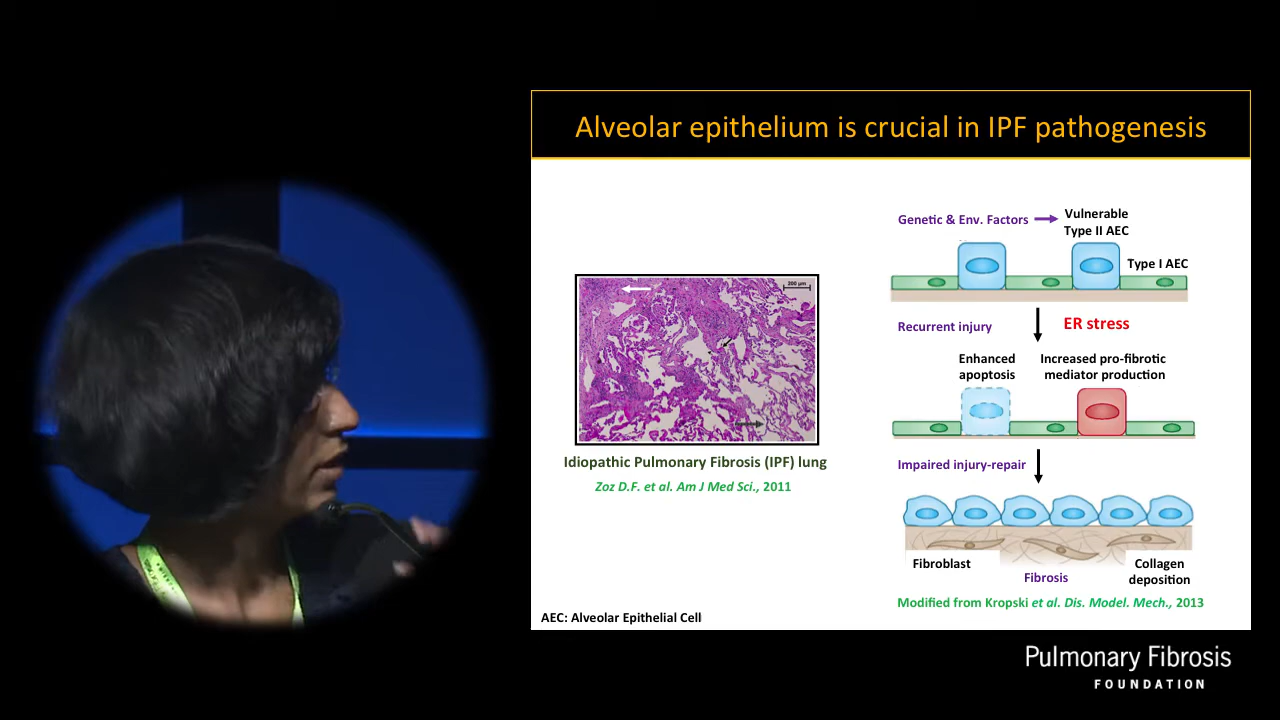 Alveolar epithelium is crucial in IPF pathogenesis
Genetic & Env. Factors
Vulnerable
Type II AEC
Type I AEC
Recurrent injury
ER stress
Enhanced
apoptosis
Increased pro-fibrotic
mediator production
Impaired injury-repair
Fibroblast
Fibrosis
Collagen
deposition
Modified from Kropski et al. Dis. Model. Mech., 2013
200 µm
Idiopathic Pulmonary Fibrosis (IPF) lung
Zoz D.F. et al. Am J Med Sci., 2011
AEC: Alveolar Epithelial Cell
Pulmonary Fibrosis
FOUNDATION